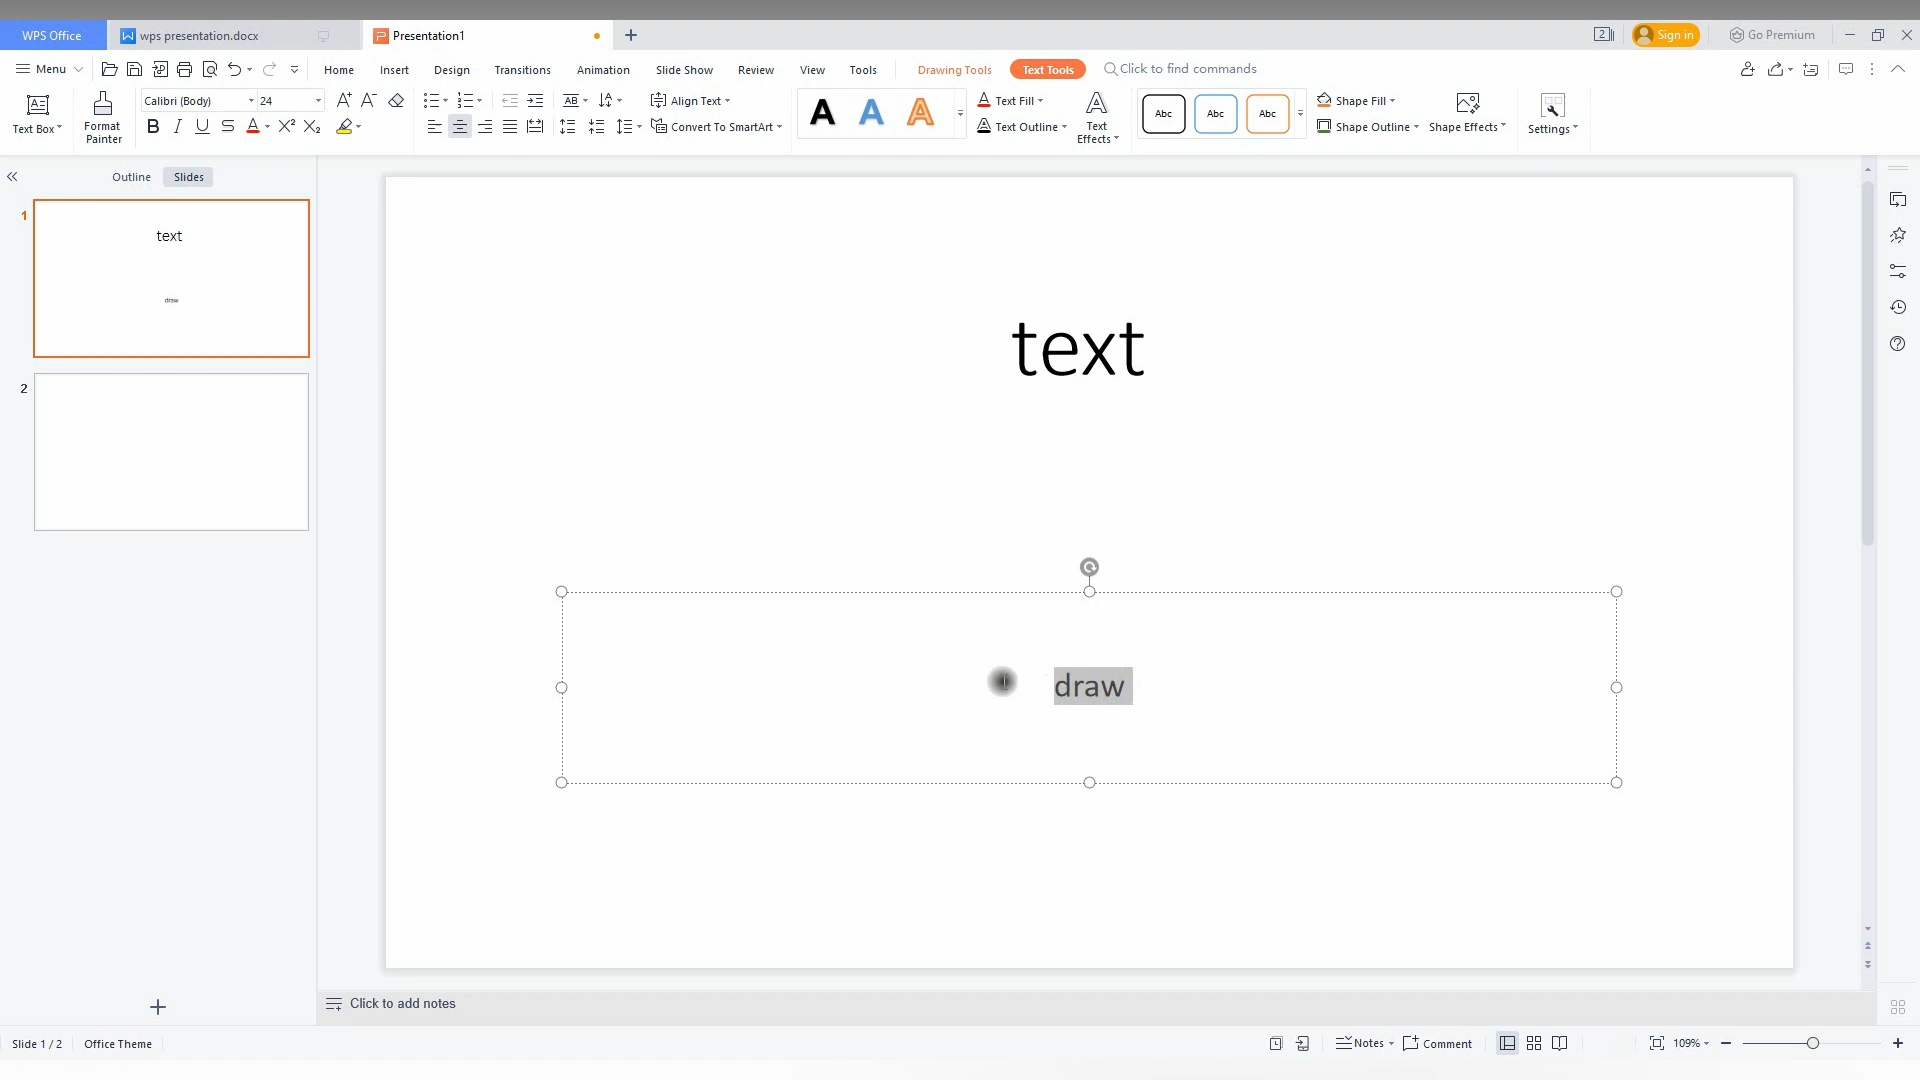 WPS Office
wps presentation.docx
Presentation1
2
Sign in
Go Premium
Menu
Home
Insert
Design
Transitions
Animation
Slide Show
Review
View
Tools
Drawing Tools
Text Tools
Click to find commands
Text Box
Format
Painter
Calibri (Body)
24
Align Text
Convert To SmartArt
Text Fill
Text Outline
Text
Effects
Abc
Abc
Abc
Shape Fill
Shape Outline
Shape Effects
Settings
Outline
Slides
1
text
draw
2
text
draw
Click to add notes
Slide 1 / 2
Office Theme
Notes
Comment
109%